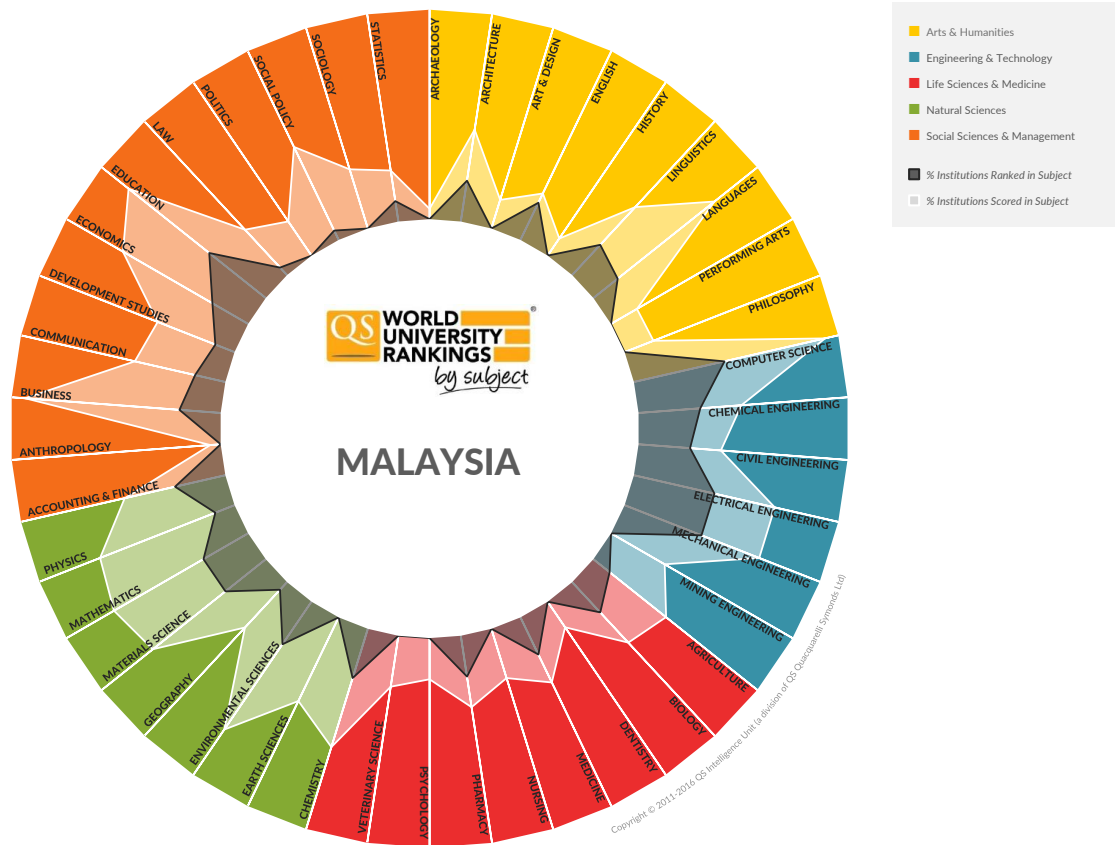 Arts & Humanities
Engineering & Technology
Life Sciences & Medicine
Natural Sciences
Social Sciences & Management
% Institutions Ranked in Subject
% Institutions Scored in Subject
ARCHAEOLOGY
ARCHITECTURE
ART & DESIGN
ENGLISH
HISTORY
LINGUISTICS
LANGUAGES
PERFORMING ARTS
PHILOSOPHY
COMPUTER SCIENCE
CHEMICAL ENGINEERING
CIVIL ENGINEERING
ELECTRICAL ENGINEERING
MECHANICAL ENGINEERING
MINING ENGINEERING
AGRICULTURE
BIOLOGY
DENTISTRY
MEDICINE
NURSING
PHARMACY
PSYCHOLOGY
VETERINARY SCIENCE
CHEMISTRY
EARTH SCIENCES
ENVIRONMENTAL SCIENCES
GEOGRAPHY
MATERIALS SCIENCE
MATHEMATICS
PHYSICS
ACCOUNTING & FINANCE
ANTHROPOLOGY
BUSINESS
COMMUNICATION
DEVELOPMENT STUDIES
ECONOMICS
EDUCATION
LAW
POLITICS
SOCIAL POLICY
SOCIOLOGY
STATISTICS
QS WORLD
UNIVERSITY
RANKINGS
®
by subject
MALAYSIA
Copyright © 2011-2016 QS Intelligence Unit (a division of QS Quacquarelli Symonds Ltd)